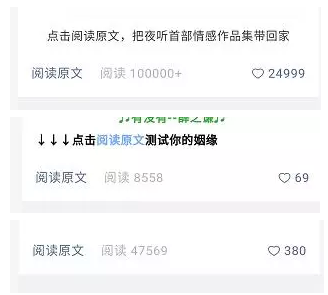 点击阅读原文，把夜听首部情感作品集带回家
阅读原文 阅读 100000+ 24999
↓↓↓点击阅读原文测试你的姻缘
阅读原文 阅读 8558 69
阅读原文 阅读 47569 380